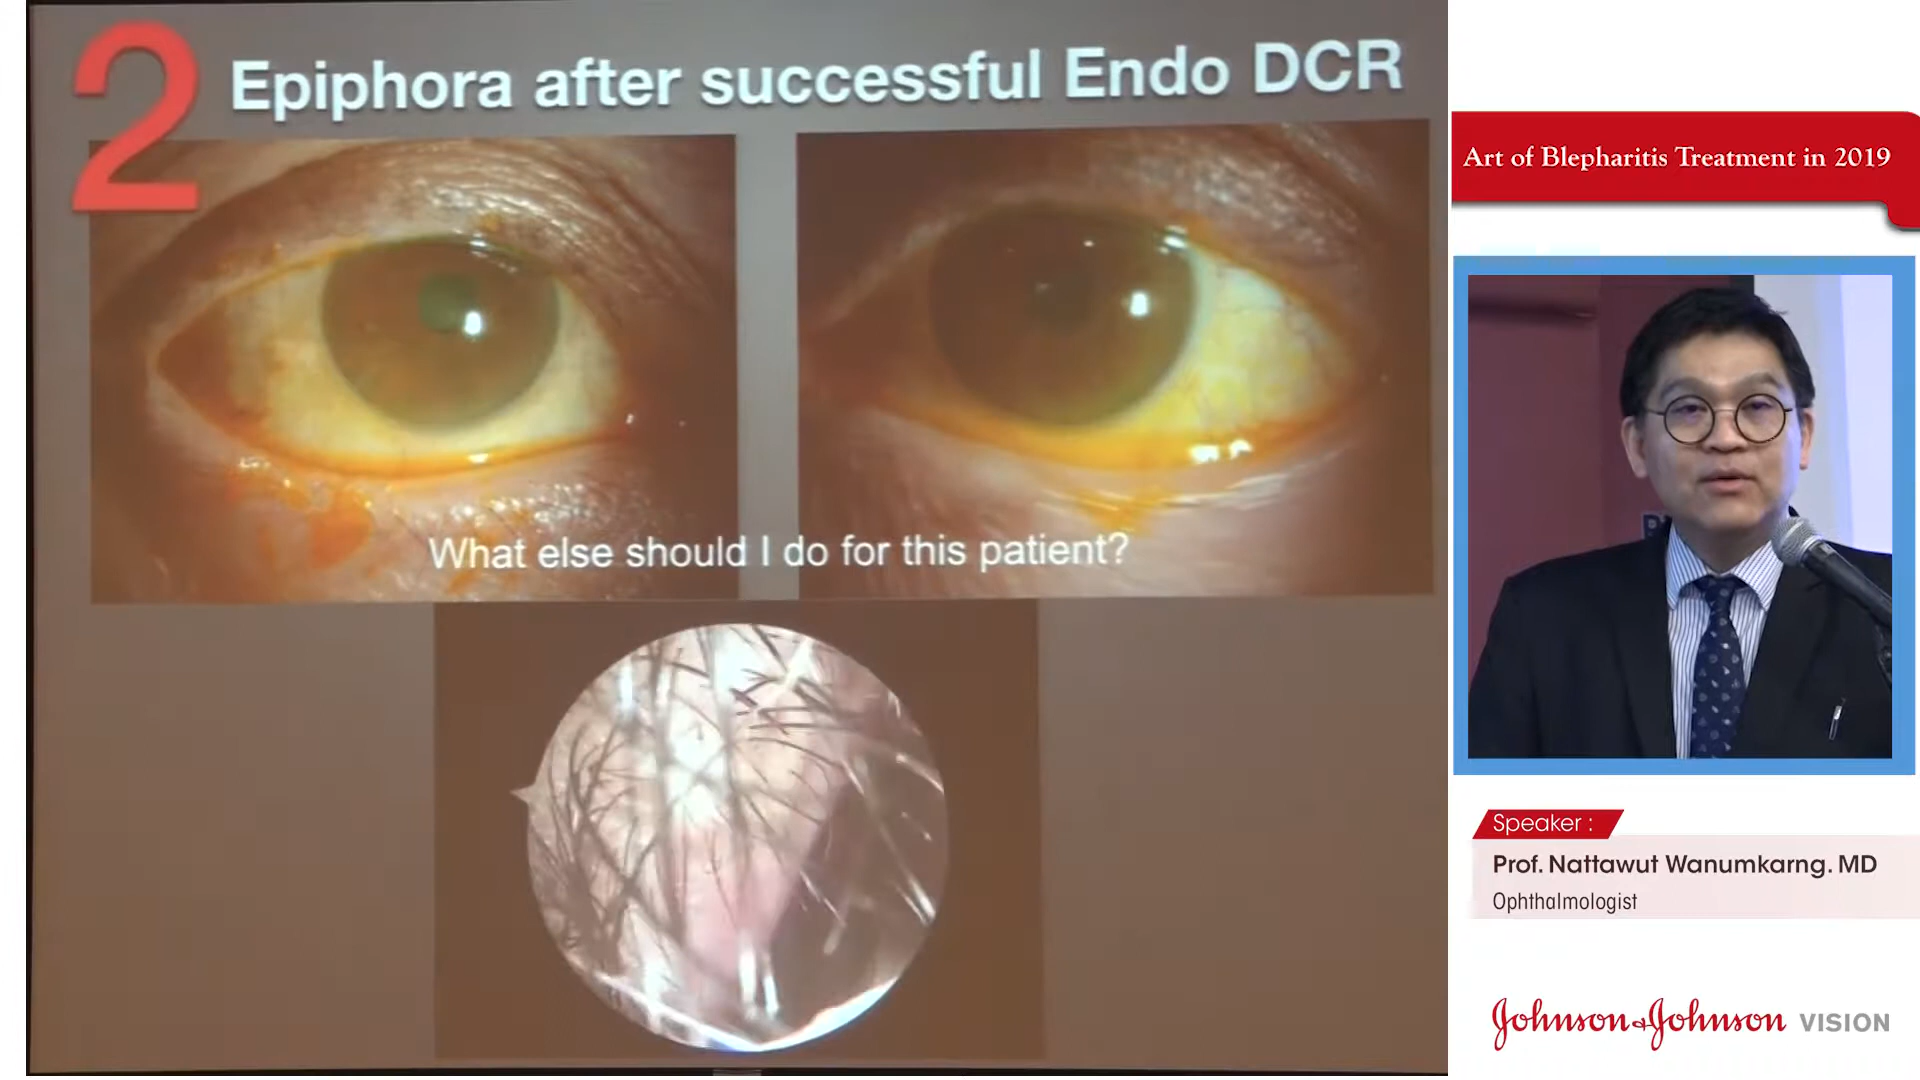 2
Epiphora after successful Endo DCR
What else should I do for this patient?
Art of Blepharitis Treatment in 2019
Speaker :
Prof. Nattawut Wanumkarng. MD
Ophthalmologist
Johnson & Johnson VISION